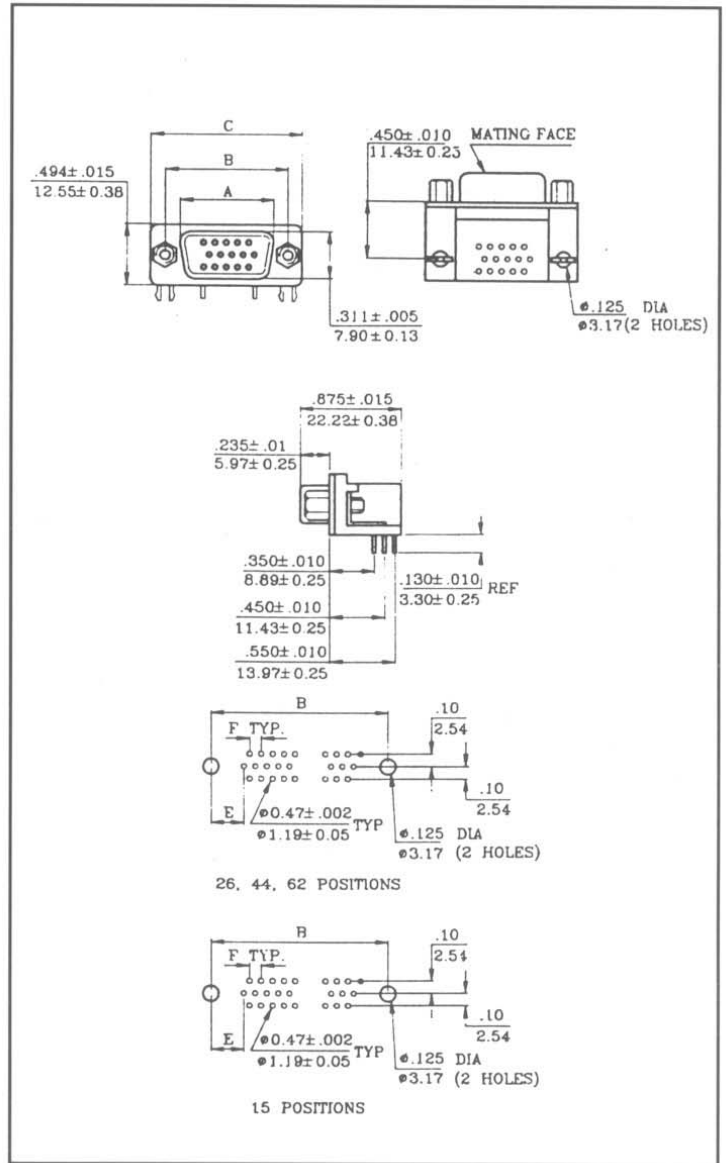 C
B
A
.494±.015
12.55±0.38
.311±.005
7.90±0.13
.450±.010
11.43±0.23
MATING FACE
ø.125 DIA
ø3.17(2 HOLES)
.875±.015
22.22±0.38
.235±.01
5.97±0.25
.350±.010
8.89±0.25
.450±.010
11.43±0.25
.550±.010
13.97±0.25
.130±.010
3.30±0.25
REF
B
F TYP.
E
ø0.47±.002
ø1.19±0.05
TYP
.10
2.54
.10
2.54
ø.125 DIA
ø3.17 (2 HOLES)
26, 44, 62 POSITIONS
B
F TYP.
E
ø0.47±.002
ø1.19±0.05
TYP
.10
2.54
.10
2.54
ø.125 DIA
ø3.17 (2 HOLES)
15 POSITIONS